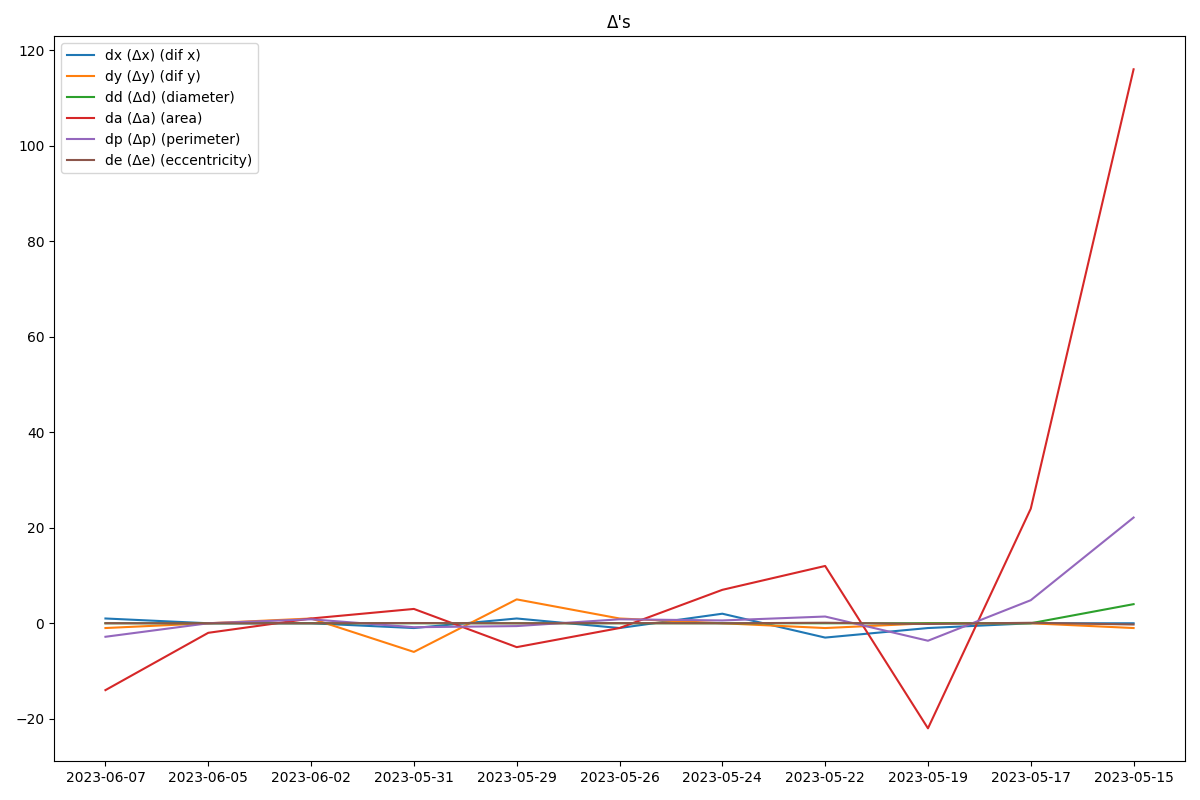 Δ's
dx (Δx) (dif x)
dy (Δy) (dif y)
dd (Δd) (diameter)
da (Δa) (area)
dp (Δp) (perimeter)
de (Δe) (eccentricity)
120
100
80
60
40
20
0
−20
2023-06-07 2023-06-05 2023-06-02 2023-05-31 2023-05-29 2023-05-26 2023-05-24 2023-05-22 2023-05-19 2023-05-17 2023-05-15